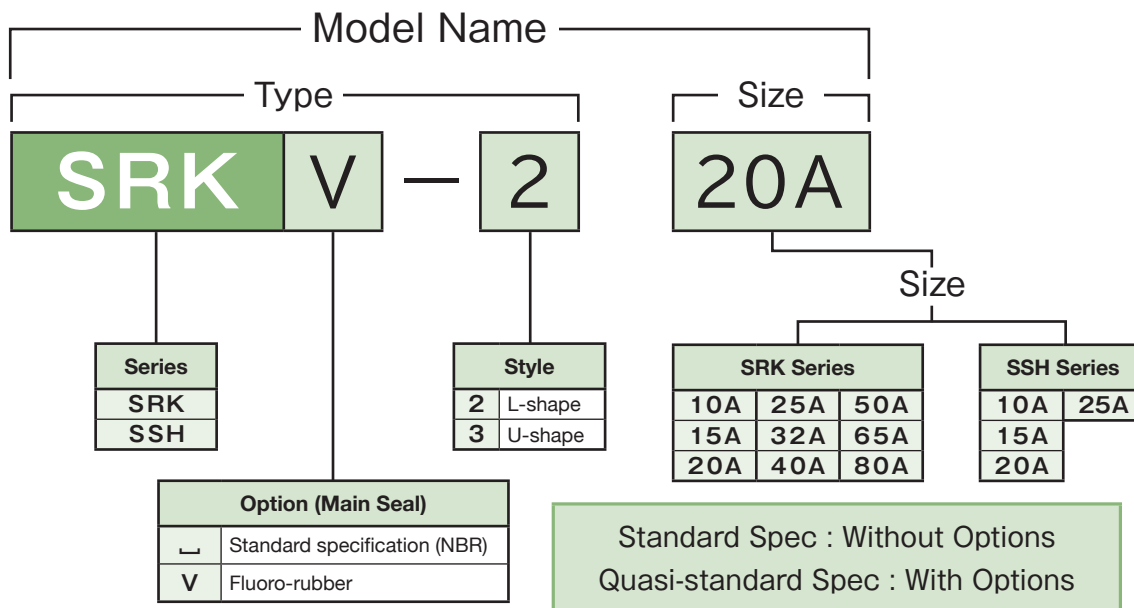 Model Name
Type
Size
SRK V — 2 20A
Size
Series
SRK
SSH
Style
2 L-shape
3 U-shape
SRK Series
10A 25A 50A
15A 32A 65A
20A 40A 80A
SSH Series
10A 25A
15A
20A
Option (Main Seal)
⎵ Standard specification (NBR)
V Fluoro-rubber
Standard Spec : Without Options
Quasi-standard Spec : With Options